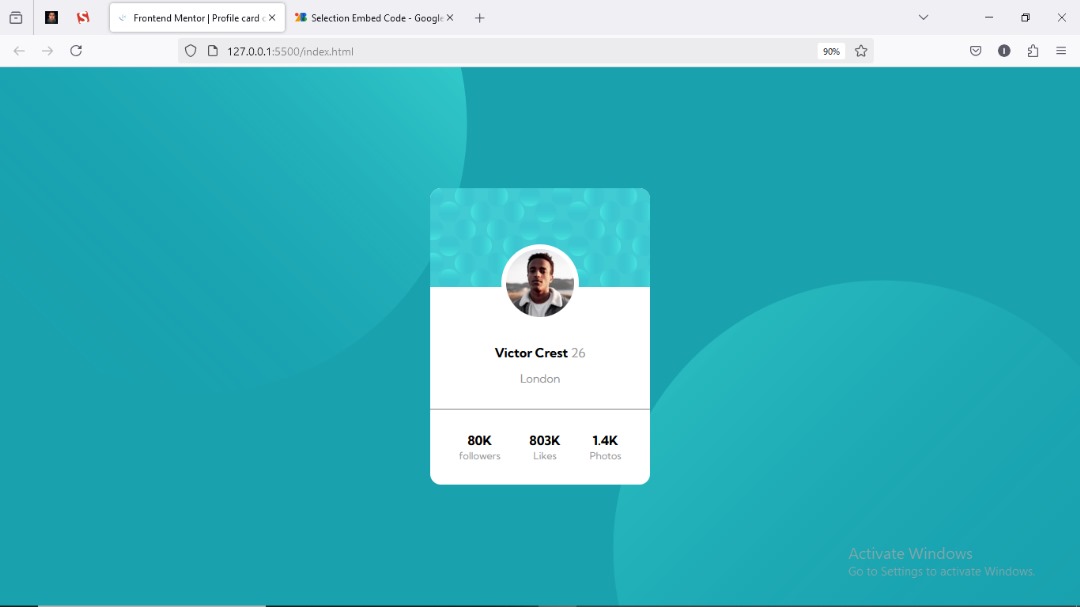 Frontend Mentor | Profile card c
Selection Embed Code - Google
127.0.0.1:5500/index.html
90%
Victor Crest 26
London
80K 803K 1.4K
followers Likes Photos
Activate Windows
Go to Settings to activate Windows.